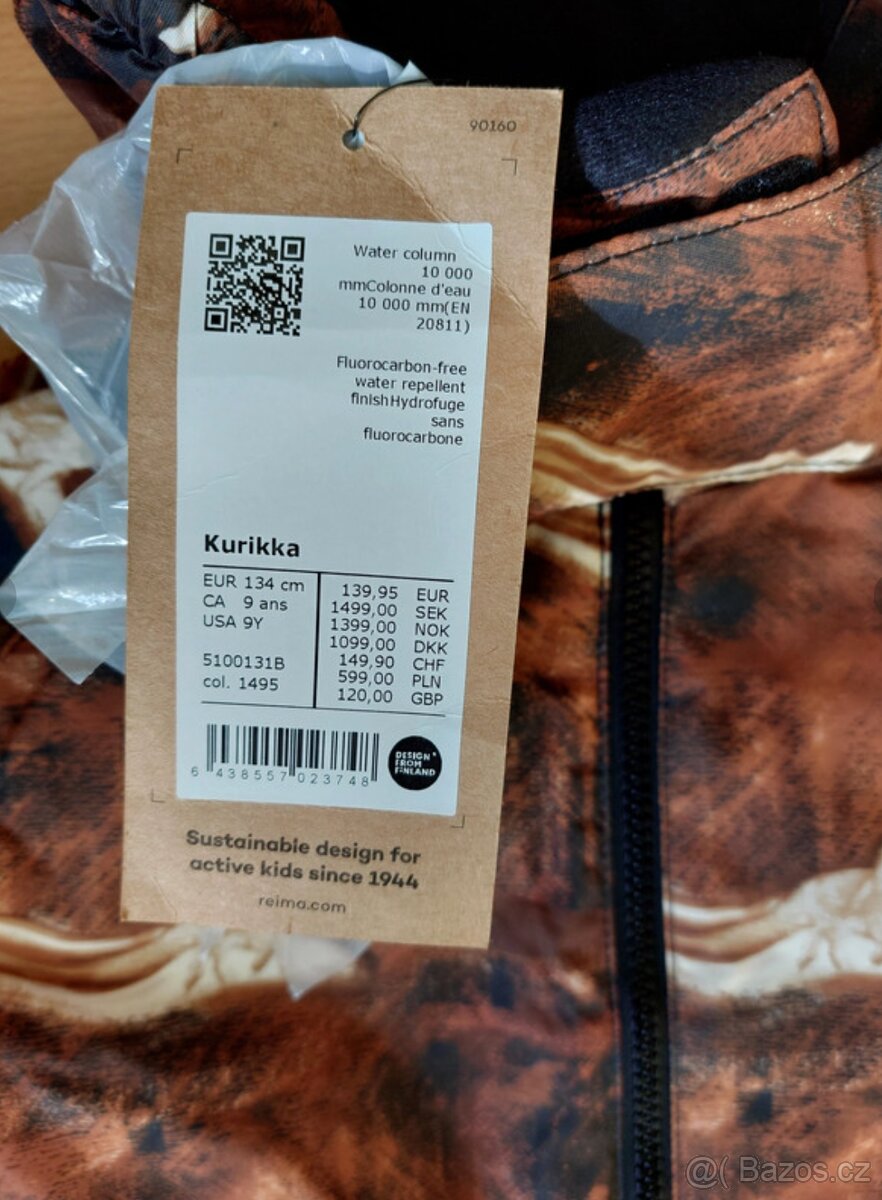 90160
Water column
10 000
mmColonne d'eau
10 000 mm(EN
20811)
Fluorocarbon-free
water repellent
finishHydrofuge
sans
fluorocarbone
Kurikka
EUR 134 cm
CA 9 ans
USA 9Y
5100131B
col. 1495
139,95 EUR
1499,00 SEK
1399,00 NOK
1099,00 DKK
149,90 CHF
599,00 PLN
120,00 GBP
6 438557 023748
DESIGN
FROM
FINLAND
Sustainable design for
active kids since 1944
reima.com
@( Bazos.cz